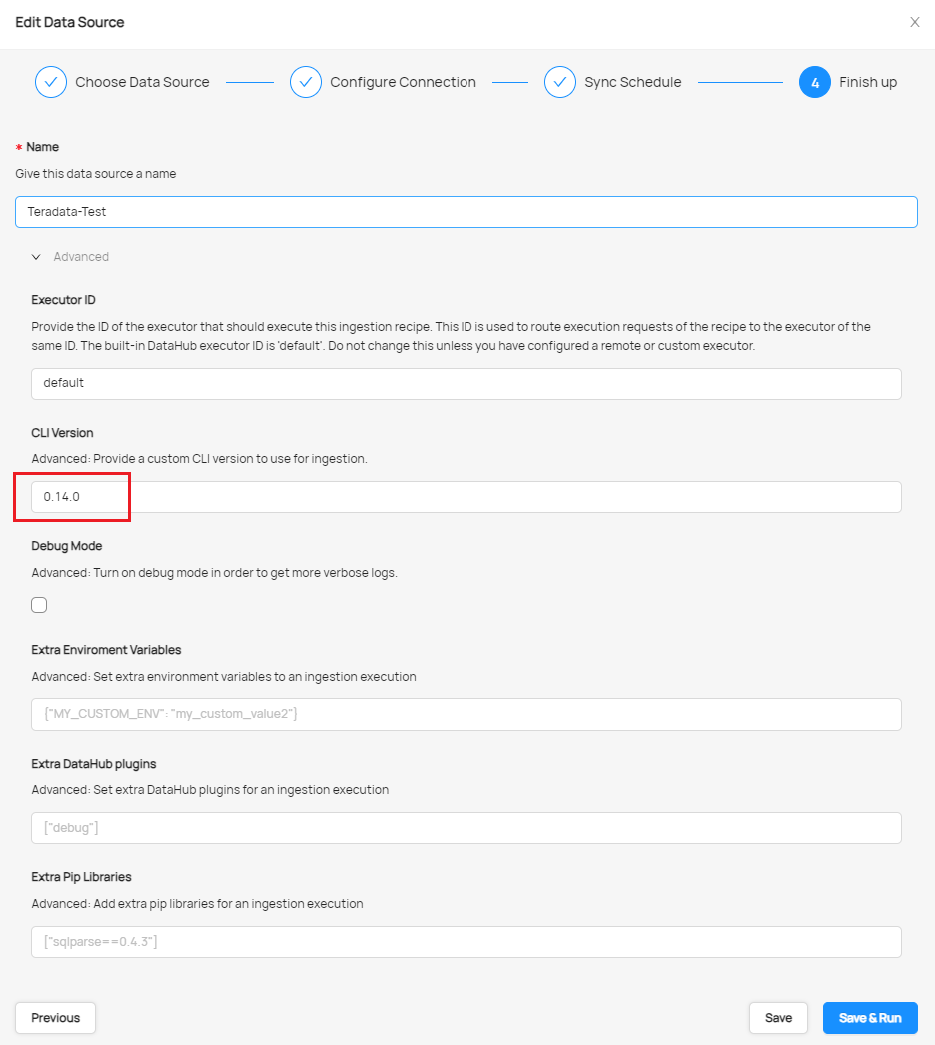 Edit Data Source
Choose Data Source
Configure Connection
Sync Schedule
4 Finish up
* Name
Give this data source a name
Teradata-Test
Advanced
Executor ID
Provide the ID of the executor that should execute this ingestion recipe. This ID is used to route execution requests of the recipe to the executor of the
same ID. The built-in DataHub executor ID is 'default'. Do not change this unless you have configured a remote or custom executor.
default
CLI Version
Advanced: Provide a custom CLI version to use for ingestion.
0.14.0
Debug Mode
Advanced: Turn on debug mode in order to get more verbose logs.
Extra Enviroment Variables
Advanced: Set extra environment variables to an ingestion execution
{"MY_CUSTOM_ENV": "my_custom_value2"}
Extra DataHub plugins
Advanced: Set extra DataHub plugins for an ingestion execution
["debug"]
Extra Pip Libraries
Advanced: Add extra pip libraries for an ingestion execution
["sqlparse==0.4.3"]
Previous
Save
Save & Run